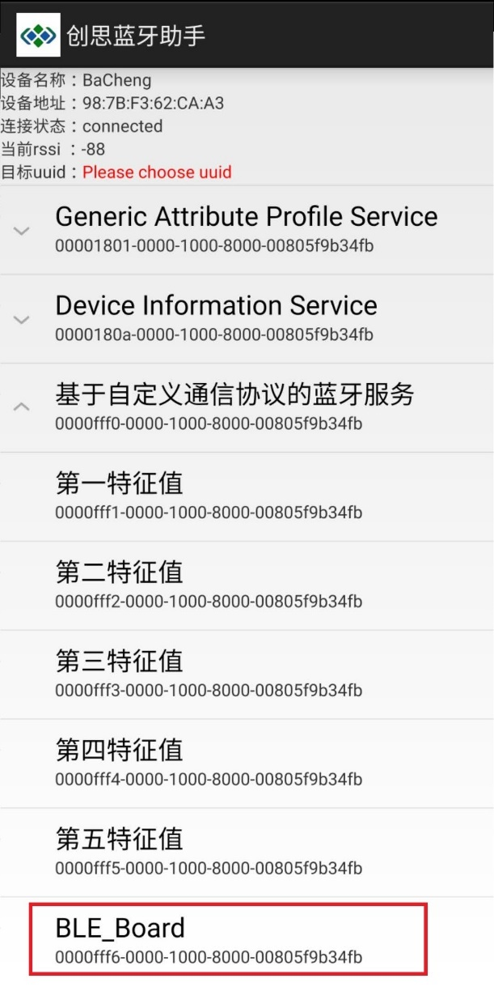 创思蓝牙助手
设备名称：BaCheng
设备地址：98:7B:F3:62:CA:A3
连接状态：connected
当前rssi ：-88
目标uuid：Please choose uuid
Generic Attribute Profile Service
00001801-0000-1000-8000-00805f9b34fb
Device Information Service
0000180a-0000-1000-8000-00805f9b34fb
基于自定义通信协议的蓝牙服务
0000fff0-0000-1000-8000-00805f9b34fb
第一特征值
0000fff1-0000-1000-8000-00805f9b34fb
第二特征值
0000fff2-0000-1000-8000-00805f9b34fb
第三特征值
0000fff3-0000-1000-8000-00805f9b34fb
第四特征值
0000fff4-0000-1000-8000-00805f9b34fb
第五特征值
0000fff5-0000-1000-8000-00805f9b34fb
BLE_Board
0000fff6-0000-1000-8000-00805f9b34fb